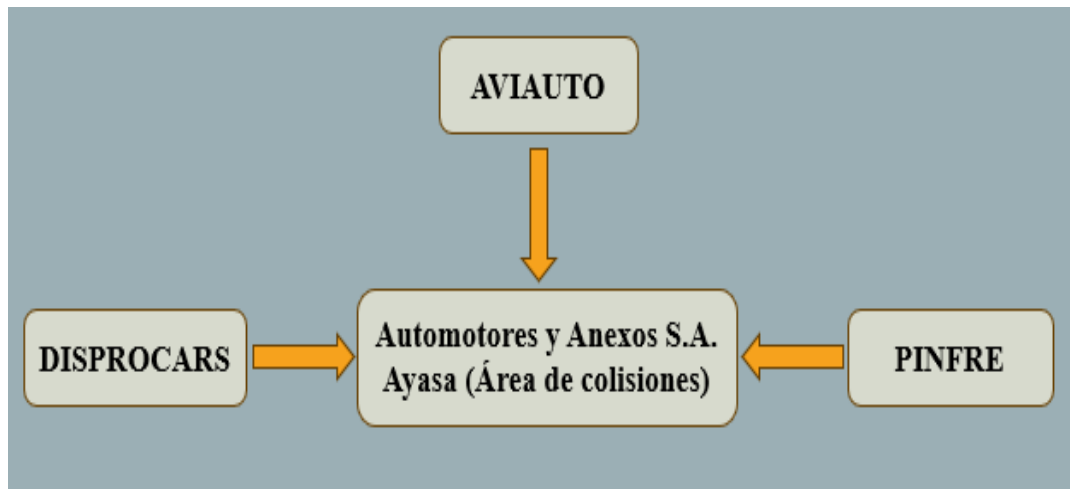 AVIAUTO
DISPROCARS
Automotores y Anexos S.A.
Ayasa (Área de colisiones)
PINFRE